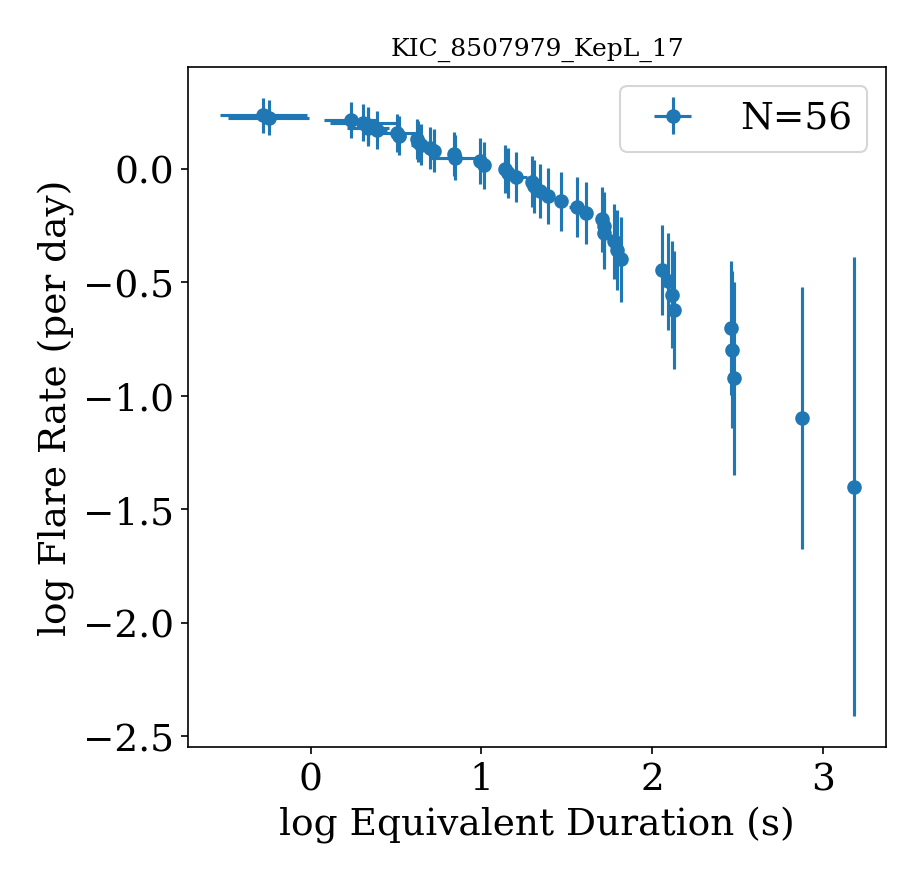 KIC_8507979_KepL_17
N=56
log Flare Rate (per day)
0.0
−0.5
−1.0
−1.5
−2.0
−2.5
0 1 2 3
log Equivalent Duration (s)